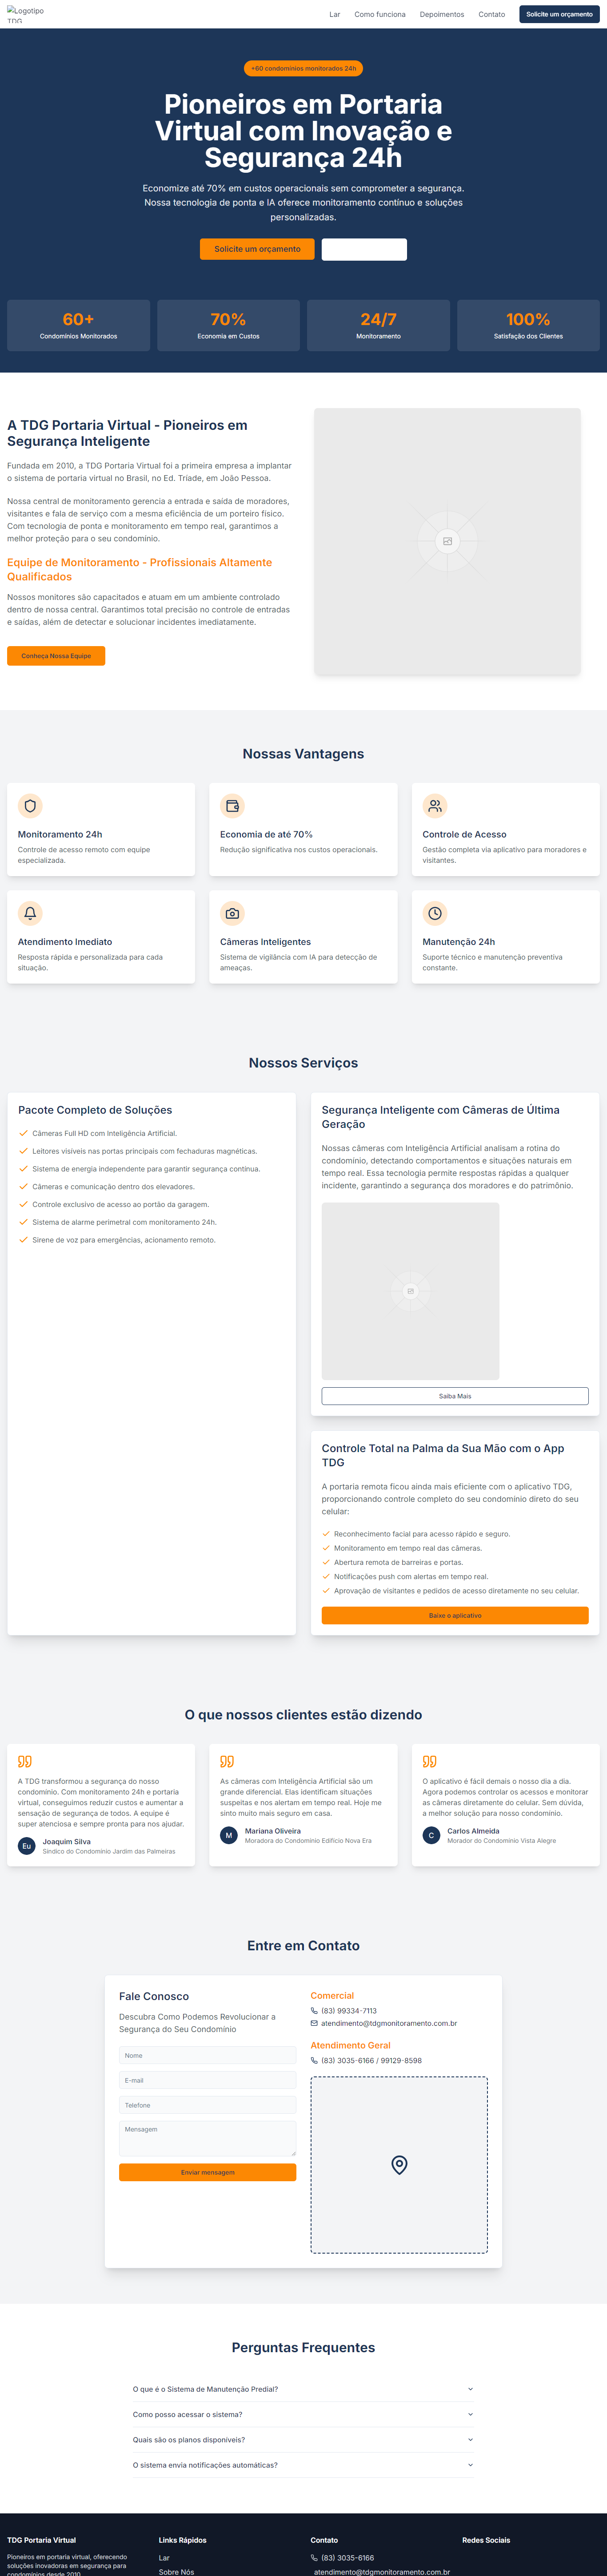 Logotipo
TDG
Lar
Como funciona
Depoimentos
Contato
Solicite um orçamento
+60 condomínios monitorados 24h
Pioneiros em Portaria
Virtual com Inovação e
Segurança 24h
Economize até 70% em custos operacionais sem comprometer a segurança.
Nossa tecnologia de ponta e IA oferece monitoramento contínuo e soluções
personalizadas.
Solicite um orçamento
60+
Condomínios Monitorados
70%
Economia em Custos
24/7
Monitoramento
100%
Satisfação dos Clientes
A TDG Portaria Virtual - Pioneiros em
Segurança Inteligente
Fundada em 2010, a TDG Portaria Virtual foi a primeira empresa a implantar
o sistema de portaria virtual no Brasil, no Ed. Tríade, em João Pessoa.
Nossa central de monitoramento gerencia a entrada e saída de moradores,
visitantes e fala de serviço com a mesma eficiência de um porteiro físico.
Com tecnologia de ponta e monitoramento em tempo real, garantimos a
melhor proteção para o seu condomínio.
Equipe de Monitoramento - Profissionais Altamente
Qualificados
Nossos monitores são capacitados e atuam em um ambiente controlado
dentro de nossa central. Garantimos total precisão no controle de entradas
e saídas, além de detectar e solucionar incidentes imediatamente.
Conheça Nossa Equipe
Nossas Vantagens
Monitoramento 24h
Controle de acesso remoto com equipe
especializada.
Economia de até 70%
Redução significativa nos custos operacionais.
Controle de Acesso
Gestão completa via aplicativo para moradores e
visitantes.
Atendimento Imediato
Resposta rápida e personalizada para cada
situação.
Câmeras Inteligentes
Sistema de vigilância com IA para detecção de
ameaças.
Manutenção 24h
Suporte técnico e manutenção preventiva
constante.
Nossos Serviços
Pacote Completo de Soluções
Câmeras Full HD com Inteligência Artificial.
Leitores visíveis nas portas principais com fechaduras magnéticas.
Sistema de energia independente para garantir segurança contínua.
Câmeras e comunicação dentro dos elevadores.
Controle exclusivo de acesso ao portão da garagem.
Sistema de alarme perimetral com monitoramento 24h.
Sirene de voz para emergências, acionamento remoto.
Segurança Inteligente com Câmeras de Última
Geração
Nossas câmeras com Inteligência Artificial analisam a rotina do
condomínio, detectando comportamentos e situações naturais em
tempo real. Essa tecnologia permite respostas rápidas a qualquer
incidente, garantindo a segurança dos moradores e do patrimônio.
Saiba Mais
Controle Total na Palma da Sua Mão com o App
TDG
A portaria remota ficou ainda mais eficiente com o aplicativo TDG,
proporcionando controle completo do seu condomínio direto do seu
celular:
Reconhecimento facial para acesso rápido e seguro.
Monitoramento em tempo real das câmeras.
Abertura remota de barreiras e portas.
Notificações push com alertas em tempo real.
Aprovação de visitantes e pedidos de acesso diretamente no seu celular.
Baixe o aplicativo
O que nossos clientes estão dizendo
A TDG transformou a segurança do nosso
condomínio. Com monitoramento 24h e portaria
virtual, conseguimos reduzir custos e aumentar a
sensação de segurança de todos. A equipe é
super atenciosa e sempre pronta para nos ajudar.
Eu
Joaquim Silva
Síndico do Condomínio Jardim das Palmeiras
As câmeras com Inteligência Artificial são um
grande diferencial. Elas identificam situações
suspeitas e nos alertam em tempo real. Hoje me
sinto muito mais seguro em casa.
M
Mariana Oliveira
Moradora do Condomínio Edifício Nova Era
O aplicativo é fácil demais o nosso dia a dia.
Agora podemos controlar os acessos e monitorar
as câmeras diretamente do celular. Sem dúvida,
a melhor solução para nosso condomínio.
C
Carlos Almeida
Morador do Condomínio Vista Alegre
Entre em Contato
Fale Conosco
Descubra Como Podemos Revolucionar a
Segurança do Seu Condomínio
Nome
E-mail
Telefone
Mensagem
Enviar mensagem
Comercial
(83) 99334-7113
atendimento@tdgmonitoramento.com.br
Atendimento Geral
(83) 3035-6166 / 99129-8598
Perguntas Frequentes
O que é o Sistema de Manutenção Predial?
Como posso acessar o sistema?
Quais são os planos disponíveis?
O sistema envia notificações automáticas?
TDG Portaria Virtual
Pioneiros em portaria virtual, oferecendo
soluções inovadoras em segurança para
condomínios desde 2010.
Links Rápidos
Lar
Sobre Nós
Contato
(83) 3035-6166
atendimento@tdgmonitoramento.com.br
Redes Sociais